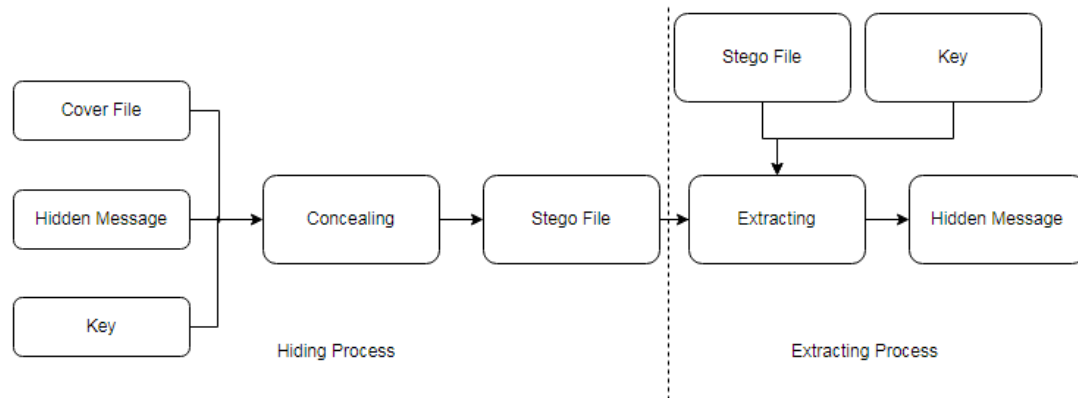 Stego File
Key
Cover File
Hidden Message
Concealing
Stego File
Extracting
Hidden Message
Key
Hiding Process
Extracting Process